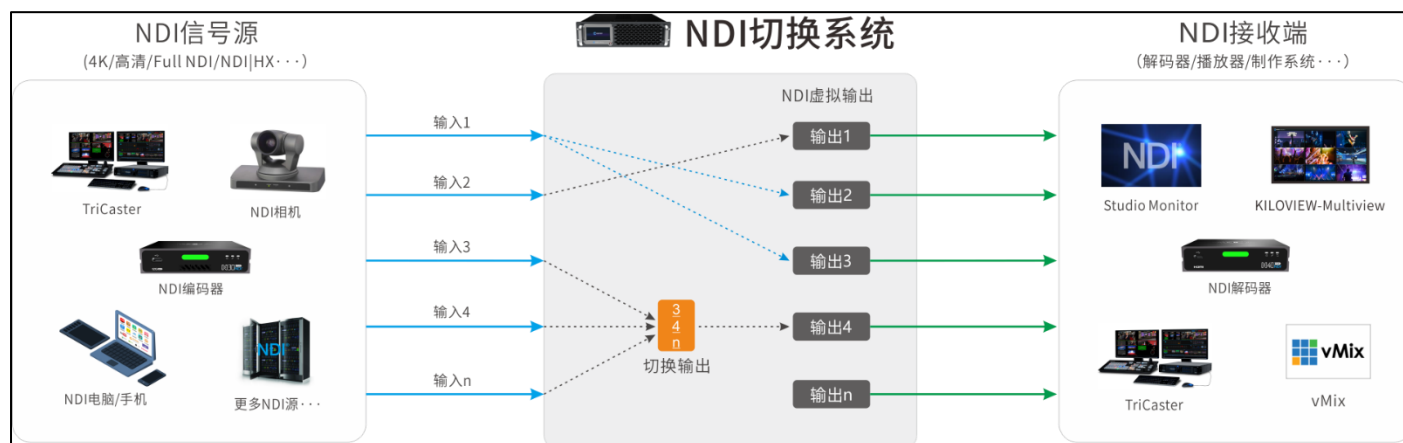 NDI信号源
(4K/高清/Full NDI/NDI|HX···)
TriCaster
NDI相机
NDI编码器
NDI电脑/手机
NDI
更多NDI源···
输入1
输入2
输入3
输入4
输入n
NDI切换系统
NDI虚拟输出
输出1
输出2
输出3
3
4
n
切换输出
输出4
输出n
NDI接收端
(解码器/播放器/制作系统···)
NDI
Studio Monitor
KILOVIEW-Multiview
NDI解码器
TriCaster
vMix
vMix